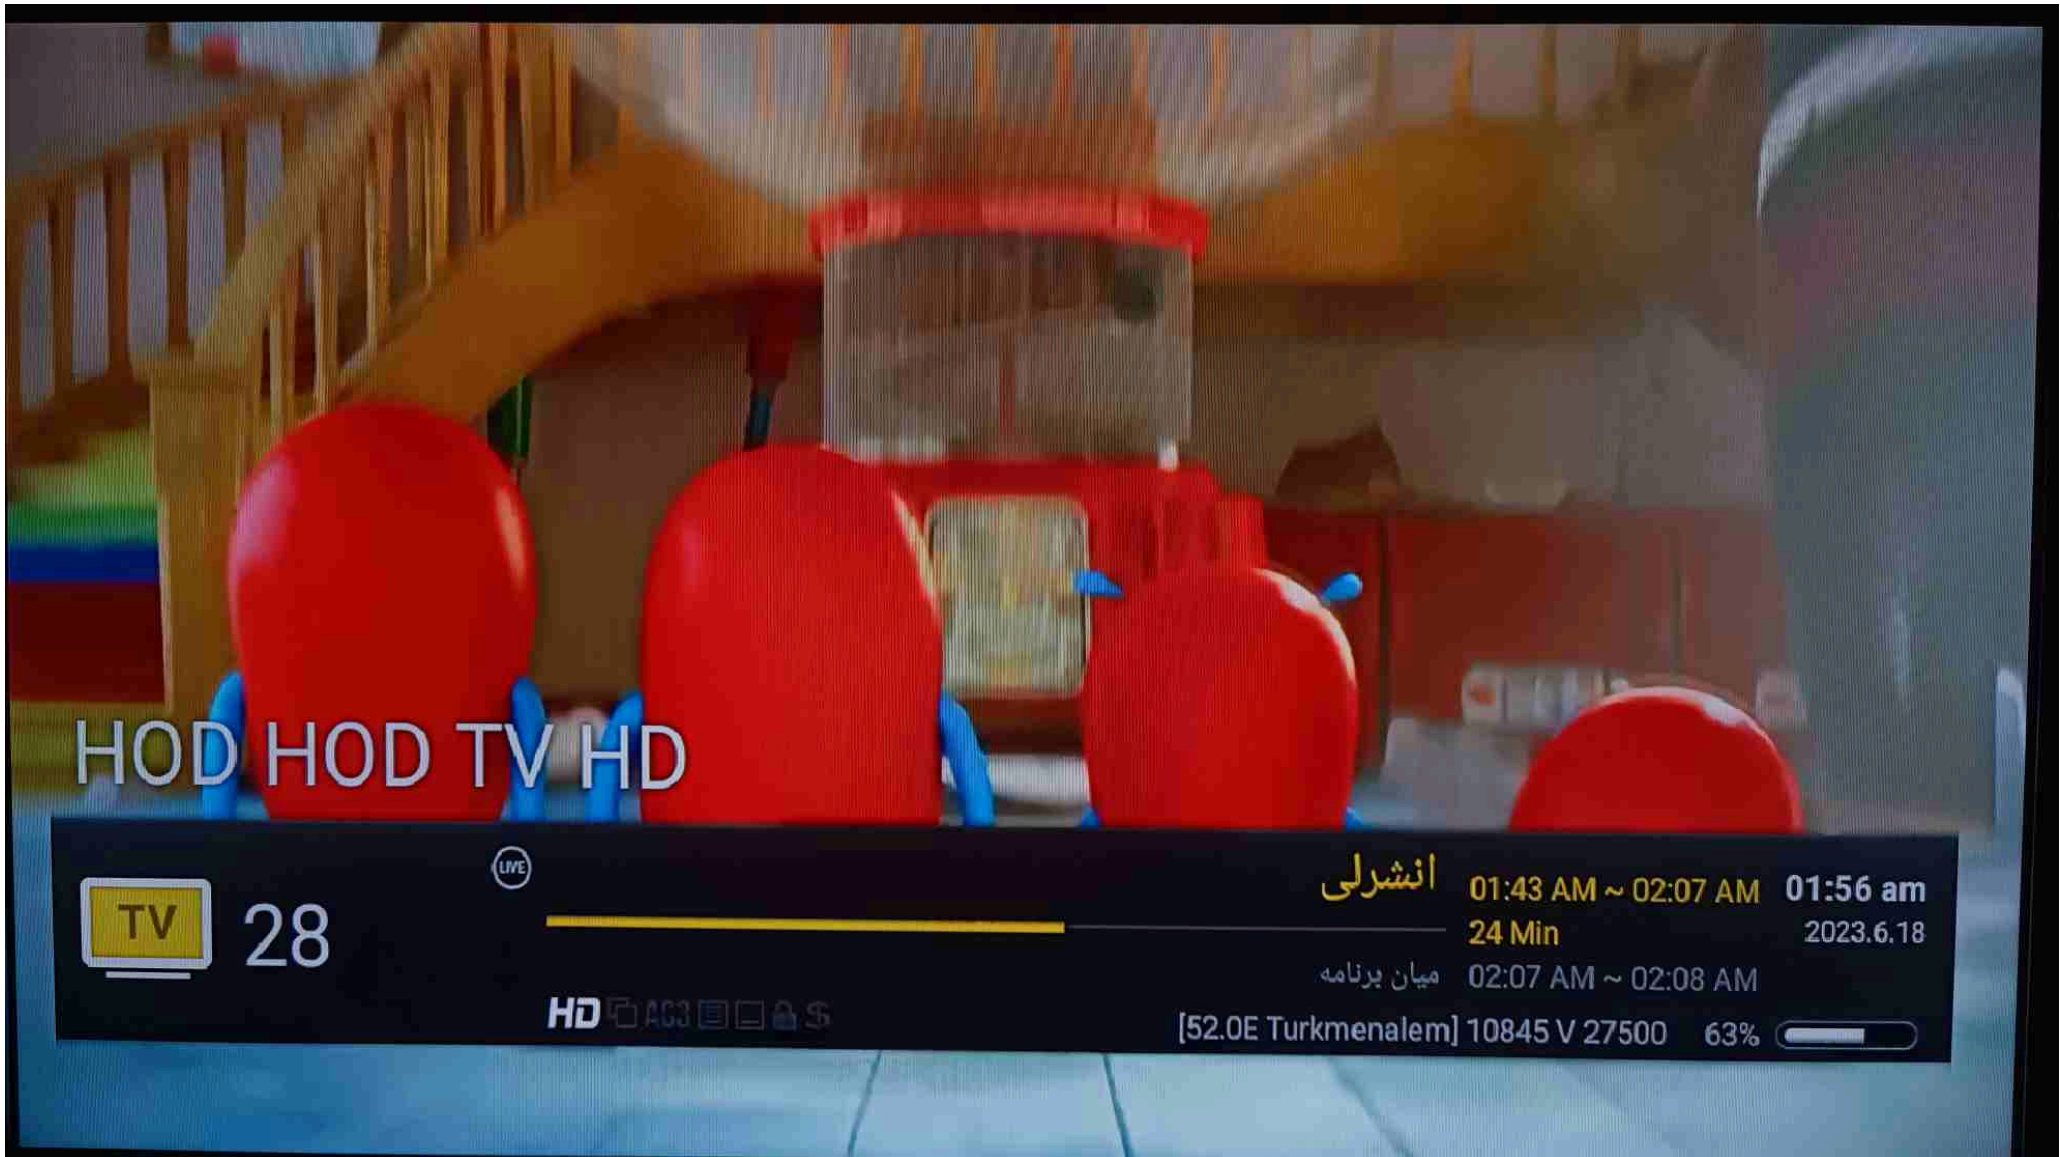 HOD HOD TV HD
LIVE
انشرلی 01:43 AM ~ 02:07 AM 01:56 am
TV 28
24 Min 2023.6.18
میان برنامه 02:07 AM ~ 02:08 AM
HD AC3 $
[52.0E Turkmenalem] 10845 V 27500 63%